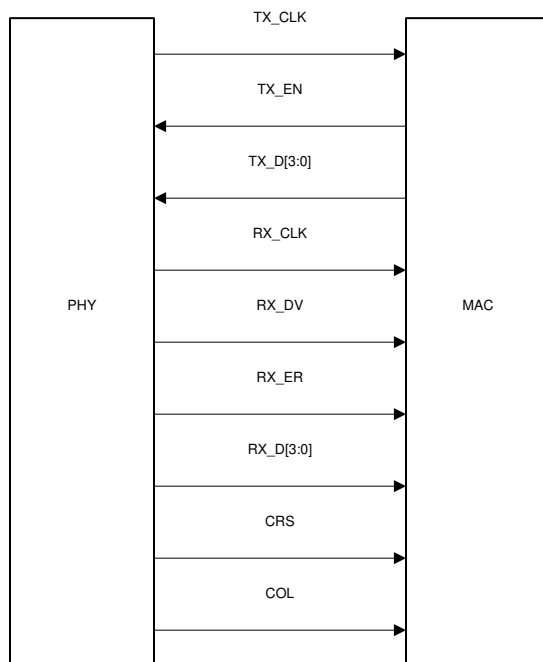 TX_CLK
TX_EN
TX_D[3:0]
RX_CLK
PHY
RX_DV
MAC
RX_ER
RX_D[3:0]
CRS
COL